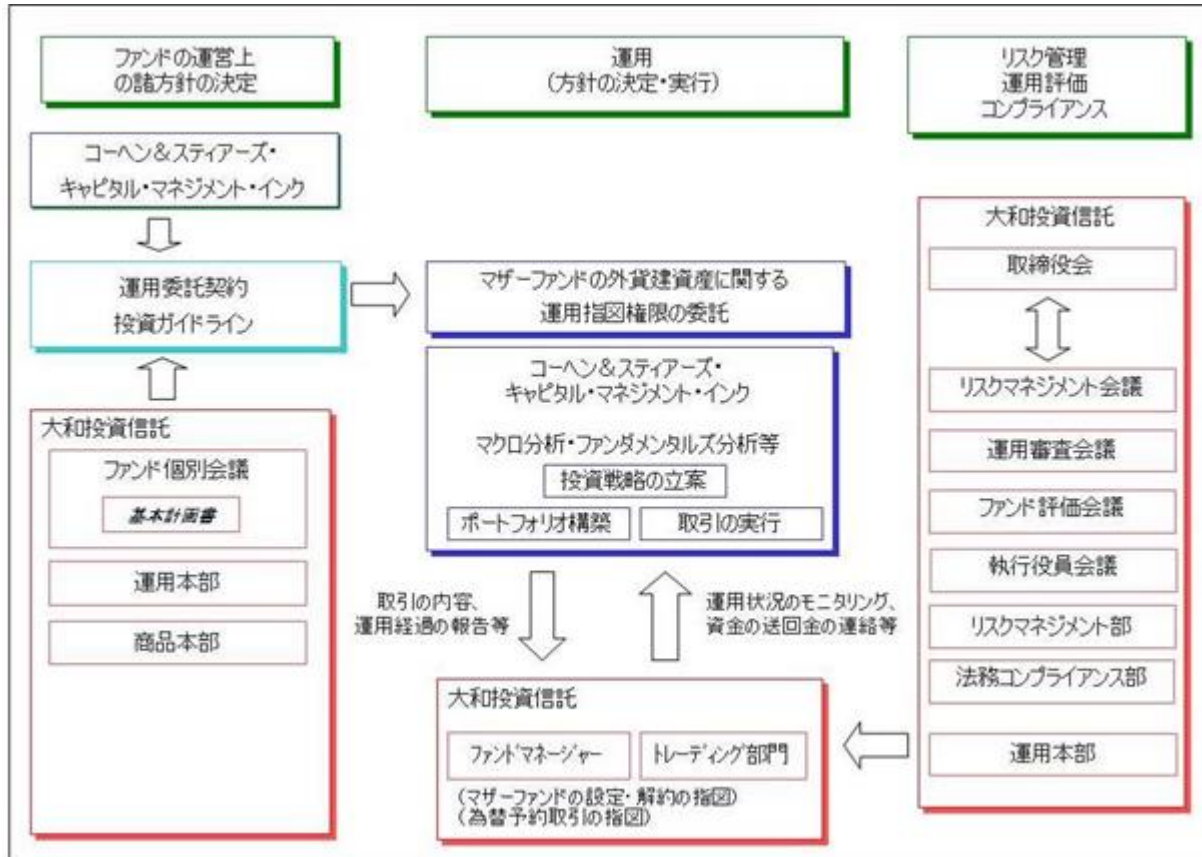 ファンドの運営上
の諸方針の決定
運用
(方針の決定・実行)
リスク管理
運用評価
コンプライアンス
コーヘン&スティアーズ・
キャピタル・マネジメント・インク
運用委託契約
投資ガイドライン
大和投資信託
ファンド個別会議
基本計画書
運用本部
商品本部
マザーファンドの外貨建資産に関する
運用指図権限の委託
コーヘン&スティアーズ・
キャピタル・マネジメント・インク
マクロ分析・ファンダメンタルズ分析等
投資戦略の立案
ポートフォリオ構築
取引の実行
取引の内容、
運用経過の報告等
運用状況のモニタリング、
資金の送回金の連絡等
大和投資信託
ファンドマネージャー
トレーディング部門
(マザーファンドの設定・解約の指図)
(為替予約取引の指図)
大和投資信託
取締役会
リスクマネジメント会議
運用審査会議
ファンド評価会議
執行役員会議
リスクマネジメント部
法務コンプライアンス部
運用本部